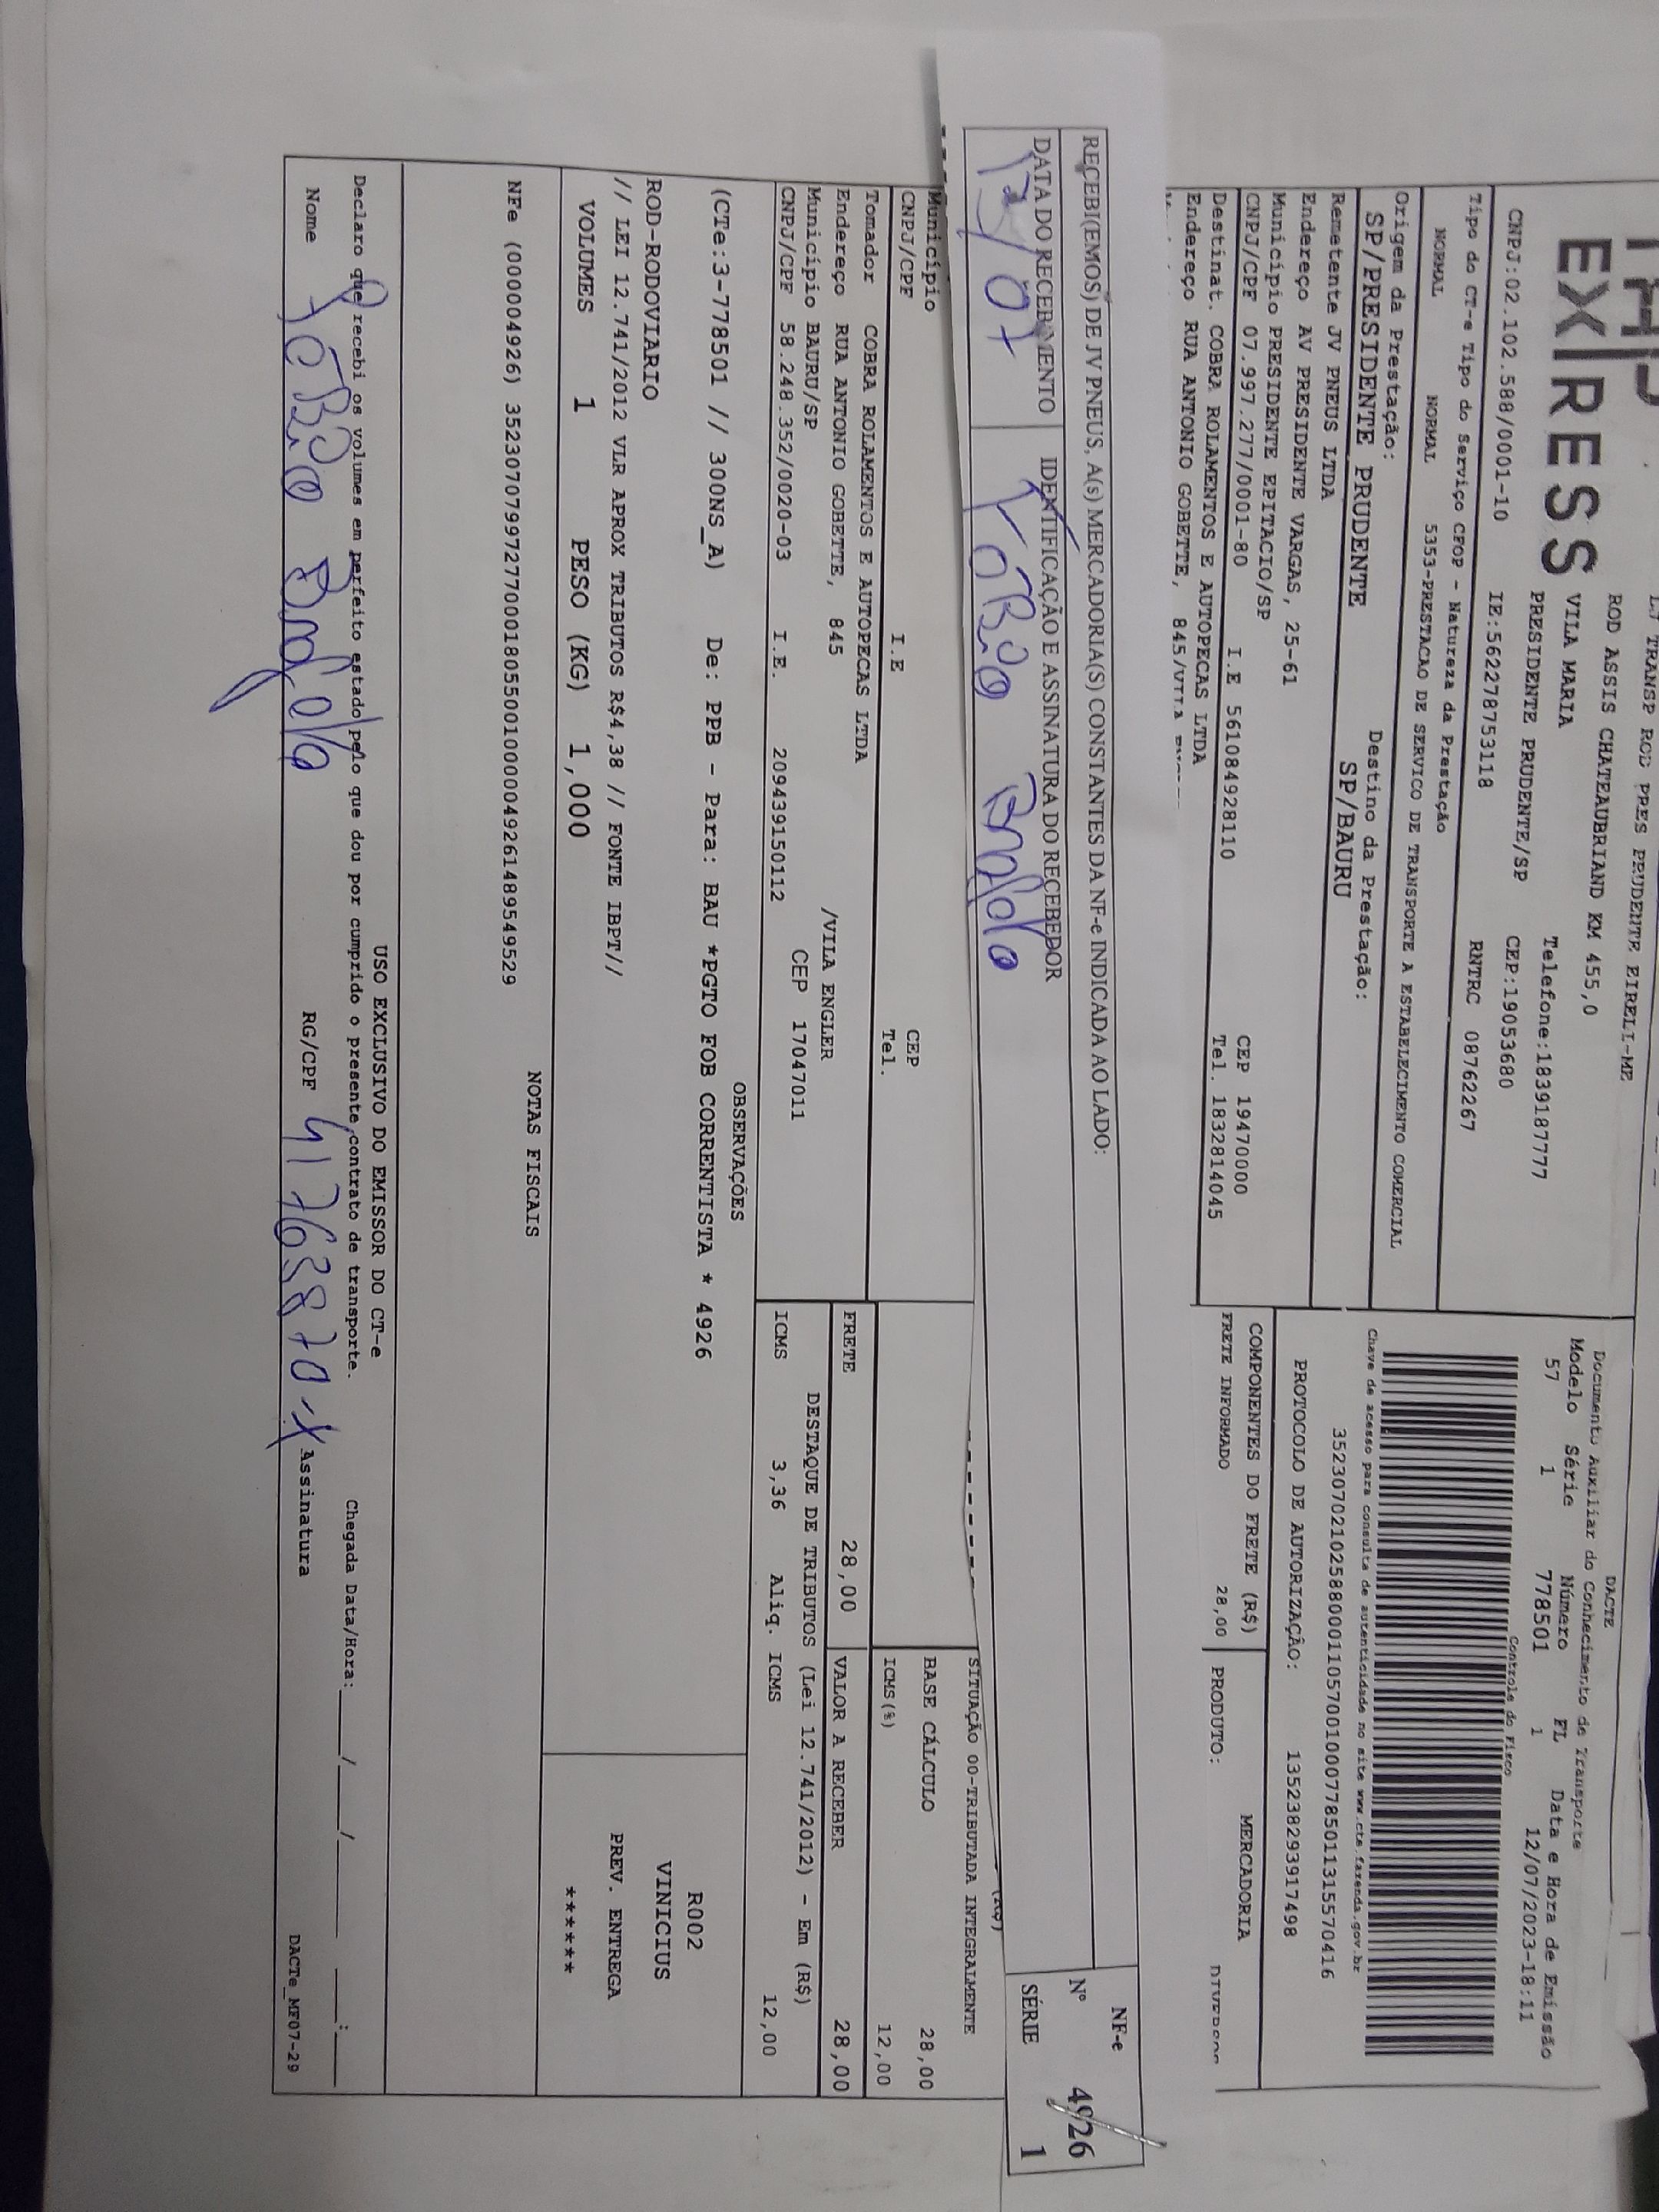 EXPRESS
LJ TRANSP ROD PRES PRUDENTE EIRELI-ME
ROD ASSIS CHATEAUBRIAND KM 455,0
VILA MARIA Telefone:1839187777
PRESIDENTE PRUDENTE/SP CEP:19053680
CNPJ:02.102.588/0001-10 IE:562278753118 RNTRC 08762267
Tipo do CT-e Tipo do Serviço CFOP - Natureza da Prestação
NORMAL NORMAL 5353-PRESTACAO DE SERVICO DE TRANSPORTE A ESTABELECIMENTO COMERCIAL
Origem da Prestação: Destino da Prestação:
SP/PRESIDENTE PRUDENTE SP/BAURU
Remetente JV PNEUS LTDA
Endereço AV PRESIDENTE VARGAS, 25-61
Município PRESIDENTE EPITACIO/SP CEP 19470000
CNPJ/CPF 07.997.277/0001-80 I.E 561084928110 Tel. 1832814045
Destinat. COBRA ROLAMENTOS E AUTOPECAS LTDA
Endereço RUA ANTONIO GOBETTE, 845/VILA
DACTE
Documento Auxiliar do Conhecimento de Transporte
Modelo Série Número FL Data e Hora de Emissão
57 1 778501 1 12/07/2023-18:11
Controle do Fisco
Chave de acesso para consulta de autenticidade no site www.cte.fazenda.gov.br
35230702102588000110570010007785011315570416
PROTOCOLO DE AUTORIZAÇÃO: 135238293917498
COMPONENTES DO FRETE (R$) MERCADORIA
FRETE INFORMADO 28,00 PRODUTO: DIVERSOS
RECEBI(EMOS) DE JV PNEUS, A(s) MERCADORIA(S) CONSTANTES DA NF-e INDICADA AO LADO:
DATA DO RECEBIMENTO IDENTIFICAÇÃO E ASSINATURA DO RECEBEDOR
13/07
NF-e
Nº 4926
SÉRIE 1
Município CEP
CNPJ/CPF I.E Tel.
Tomador COBRA ROLAMENTOS E AUTOPECAS LTDA
Endereço RUA ANTONIO GOBETTE, 845 /VILA ENGLER
Município BAURU/SP CEP 17047011
CNPJ/CPF 58.248.352/0020-03 I.E. 209439150112
SITUAÇÃO 00-TRIBUTADA INTEGRALMENTE
BASE CÁLCULO 28,00
ICMS(%) 12,00
FRETE 28,00 VALOR A RECEBER 28,00
DESTAQUE DE TRIBUTOS (Lei 12.741/2012) - Em (R$)
ICMS 3,36 Aliq. ICMS 12,00
OBSERVAÇÕES
(CTe:3-778501 // 300NS_A) De: PPB - Para: BAU *PGTO FOB CORRENTISTA * 4926
ROD-RODOVIARIO
// LEI 12.741/2012 VLR APROX TRIBUTOS R$4,38 // FONTE IBPT//
VOLUMES 1 PESO (KG) 1,000
R002
VINICIUS
PREV. ENTREGA
******
NOTAS FISCAIS
NFe (000004926) 35230707997277000180550010000049261489549529
USO EXCLUSIVO DO EMISSOR DO CT-e
Declaro que recebi os volumes em perfeito estado pelo que dou por cumprido o presente contrato de transporte. Chegada Data/Hora:____/____/____ ____:____
Nome RG/CPF 41763870-X Assinatura
DACTe_MF07-29